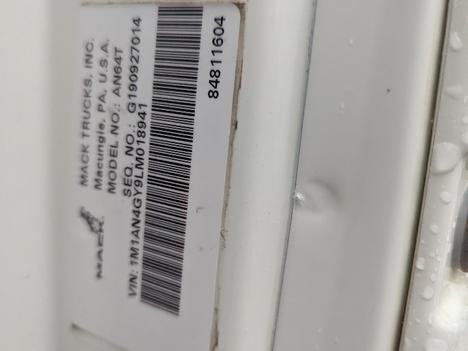 MACK
MACK TRUCKS, INC.
Macungie, PA, U.S.A.
MODEL NO.: AN64T
SEQ. NO.: G190927014
VIN: 1M1AN4GY9LM018941
84811604